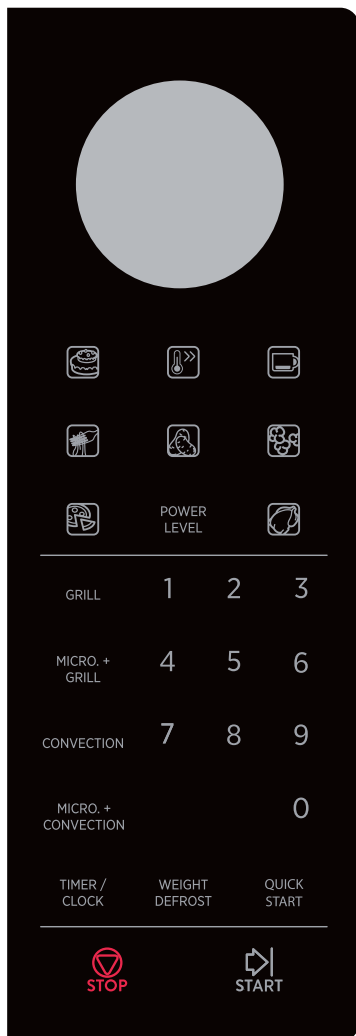 POWER
LEVEL
GRILL 1 2 3
MICRO. +
GRILL
4 5 6
CONVECTION 7 8 9
MICRO. +
CONVECTION
0
TIMER /
CLOCK
WEIGHT
DEFROST
QUICK
START
STOP
START